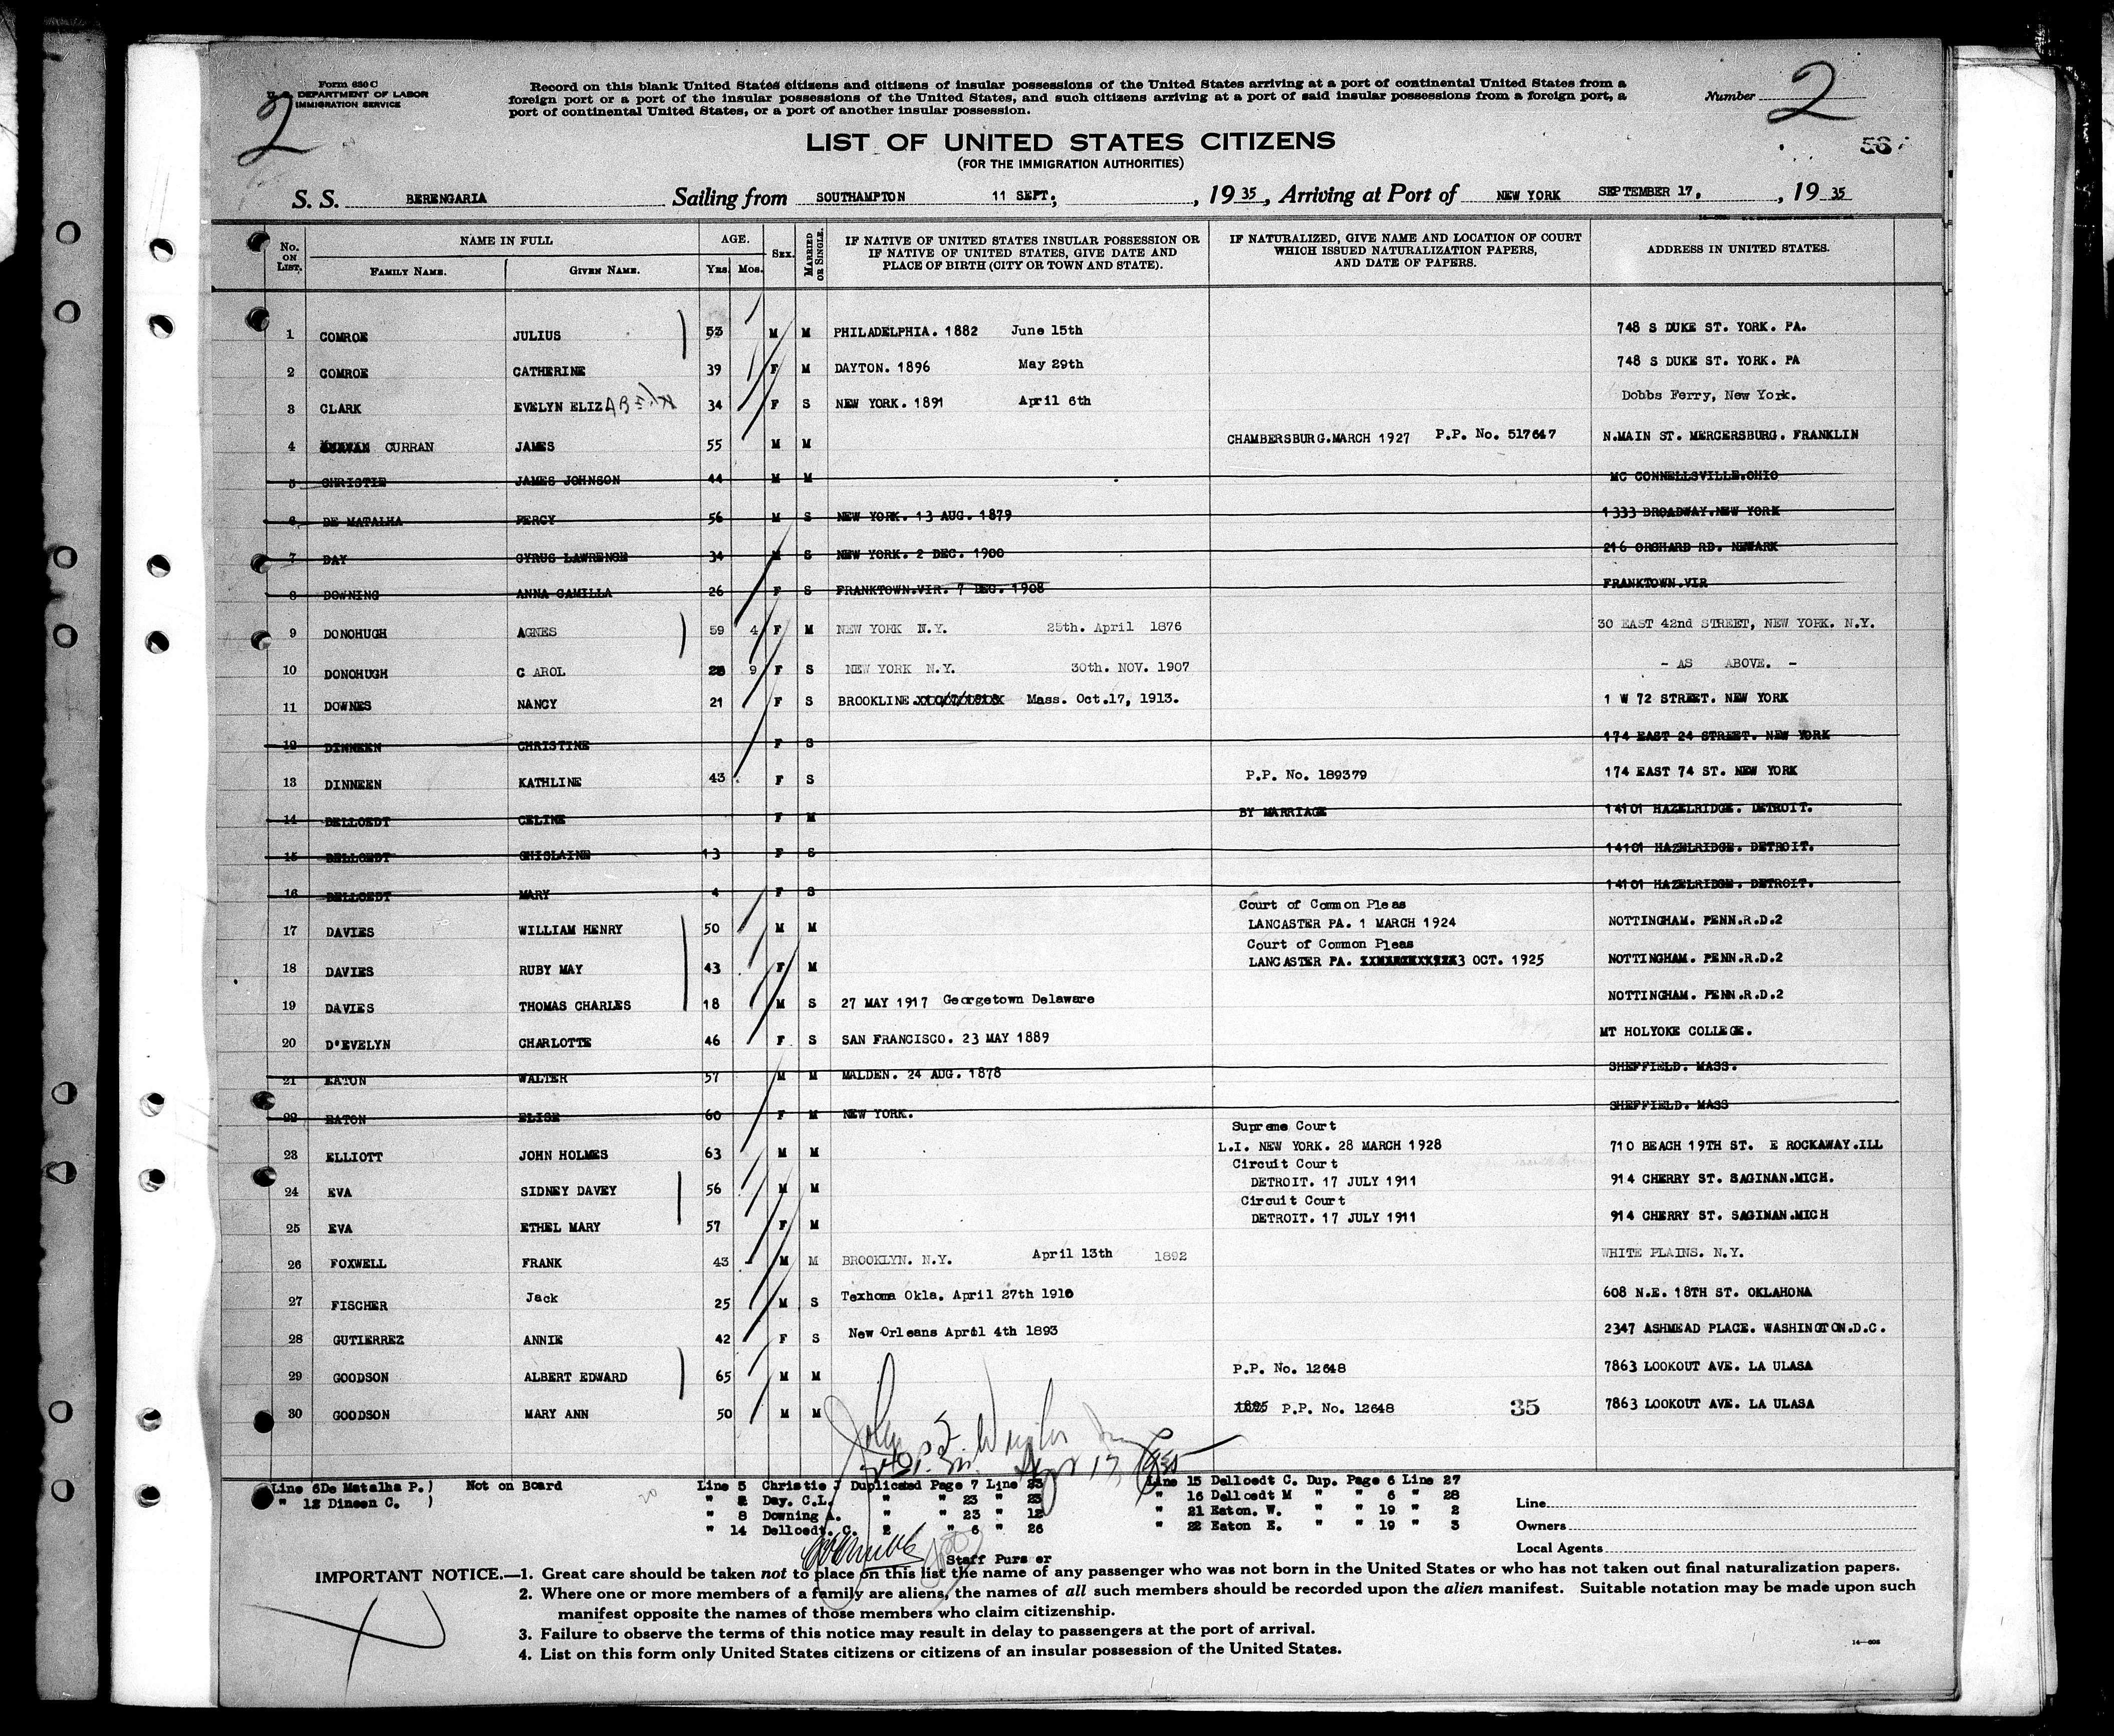 Form 630 C
U. S. DEPARTMENT OF LABOR
IMMIGRATION SERVICE
2
Record on this blank United States citizens and citizens of insular possessions of the United States arriving at a port of continental United States from a
foreign port or a port of the insular possessions of the United States, and such citizens arriving at a port of said insular possessions from a foreign port, a
port of continental United States, or a port of another insular possession.
Number 2
LIST OF UNITED STATES CITIZENS
(FOR THE IMMIGRATION AUTHORITIES)
S. S. BERENGARIA Sailing from SOUTHAMPTON 11 SEPT; , 19 35, Arriving at Port of NEW YORK SEPTEMBER 17, , 19 35
No. ON LIST. NAME IN FULL FAMILY NAME. GIVEN NAME. AGE. YRS. MOS. SEX. MARRIED OR SINGLE. IF NATIVE OF UNITED STATES INSULAR POSSESSION OR IF NATIVE OF UNITED STATES, GIVE DATE AND PLACE OF BIRTH (CITY OR TOWN AND STATE). IF NATURALIZED, GIVE NAME AND LOCATION OF COURT WHICH ISSUED NATURALIZATION PAPERS, AND DATE OF PAPERS. ADDRESS IN UNITED STATES.
1 COMROE JULIUS 53 M M PHILADELPHIA. 1882 June 15th 748 S DUKE ST. YORK. PA.
2 COMROE CATHERINE 39 F M DAYTON. 1896 May 29th 748 S DUKE ST. YORK. PA
3 CLARK EVELYN ELIZABETH 34 F S NEW YORK. 1891 April 6th Dobbs Ferry, New York.
4 CURRAN JAMES 55 M M CHAMBERSBURG.MARCH 1927 P.P. No. 517647 N.MAIN ST. MERCERSBURG. FRANKLIN
5 CHRISTIE JAMES JOHNSON 44 M M MC CONNELLSVILLE.OHIO
6 DE MATALHA PERCY 56 M S NEW YORK. 13 AUG. 1879 1333 BROADWAY.NEW YORK
7 DAY CYRUS LAWRENCE 34 M S NEW YORK. 2 DEC. 1900 216 ORCHARD RD. NEWARK
8 DOWNING ANNA CAMILLA 26 F S FRANKTOWN.VIR. 7 DEC. 1908 FRANKTOWN.VIR
9 DONOHUGH AGNES 59 4 F M NEW YORK N.Y. 25th. April 1876 30 EAST 42nd STREET, NEW YORK. N.Y.
10 DONOHUGH C AROL 28 9 F S NEW YORK N.Y. 30th. NOV. 1907 - AS ABOVE. -
11 DOWNES NANCY 21 F S BROOKLINE. Mass. Oct.17, 1913. 1 W 72 STREET. NEW YORK
12 DINNEEN CHRISTINE F S 174 EAST 24 STREET. NEW YORK
13 DINNEEN KATHLINE 43 F S P.P. No. 189379 174 EAST 74 ST. NEW YORK
14 DELLOEDT CELINE F M BY MARRIAGE 14101 HAZELRIDGE. DETROIT.
15 DELLOEDT GHISLAINE 13 F S 14101 HAZELRIDGE. DETROIT.
16 DELLOEDT MARY 4 F S 14101 HAZELRIDGE. DETROIT.
Court of Common Pleas
17 DAVIES WILLIAM HENRY 50 M M LANCASTER PA. 1 MARCH 1924 NOTTINGHAM. PENN.R.D.2
Court of Common Pleas
18 DAVIES RUBY MAY 43 F M LANCASTER PA. 3 OCT. 1925 NOTTINGHAM. PENN.R.D.2
19 DAVIES THOMAS CHARLES 18 M S 27 MAY 1917 Georgetown Delaware NOTTINGHAM. PENN.R.D.2
20 D'EVELYN CHARLOTTE 46 F S SAN FRANCISCO. 23 MAY 1889 MT HOLYOKE COLLEGE.
21 EATON WALTER 57 M M MALDEN. 24 AUG. 1878 SHEFFIELD. MASS.
22 EATON ELISE 60 F M NEW YORK. SHEFFIELD. MASS
Supreme Court
23 ELLIOTT JOHN HOLMES 63 M M L.I. NEW YORK. 28 MARCH 1928 710 BEACH 19TH ST. E ROCKAWAY.ILL
Circuit Court
24 EVA SIDNEY DAVEY 56 M M DETROIT. 17 JULY 1911 914 CHERRY ST. SAGINAN.MICH.
Circuit Court
25 EVA ETHEL MARY 57 F M DETROIT. 17 JULY 1911 914 CHERRY ST. SAGINAN.MICH
26 FOXWELL FRANK 43 M M BROOKLYN. N.Y. April 13th 1892 WHITE PLAINS. N.Y.
27 FISCHER Jack 25 M S Texhoma Okla. April 27th 1910 608 N.E. 18TH ST. OKLAHOMA
28 GUTIERREZ ANNIE 42 F S New Orleans April 4th 1893 2347 ASHMEAD PLACE. WASHINGTON.D.C.
29 GOODSON ALBERT EDWARD 65 M M P.P. No. 12648 7863 LOOKOUT AVE. LA ULASA
30 GOODSON MARY ANN 50 M M P.P. No. 12648 35 7863 LOOKOUT AVE. LA ULASA
Line 6De Matalha P.) Not on Board
" 12 Dineen C. )
Line 5 Christie J Duplicated Page 7 Line 23
" Day. C.L. " " 23 " 23
" 8 Downing A. " " 23 " 12
" 14 Delloedt. C. " 6 " 26
Line 15 Delloedt C. Dup. Page 6 Line 27
" 16 Delloedt M " " 6 " 28
" 21 Eaton. W. " " 19 " 2
" 22 Eaton E. " " 19 " 3
Staff Purser
Line
Owners
Local Agents
IMPORTANT NOTICE.—1. Great care should be taken not to place on this list the name of any passenger who was not born in the United States or who has not taken out final naturalization papers.
2. Where one or more members of a family are aliens, the names of all such members should be recorded upon the alien manifest. Suitable notation may be made upon such
manifest opposite the names of those members who claim citizenship.
3. Failure to observe the terms of this notice may result in delay to passengers at the port of arrival.
4. List on this form only United States citizens or citizens of an insular possession of the United States.